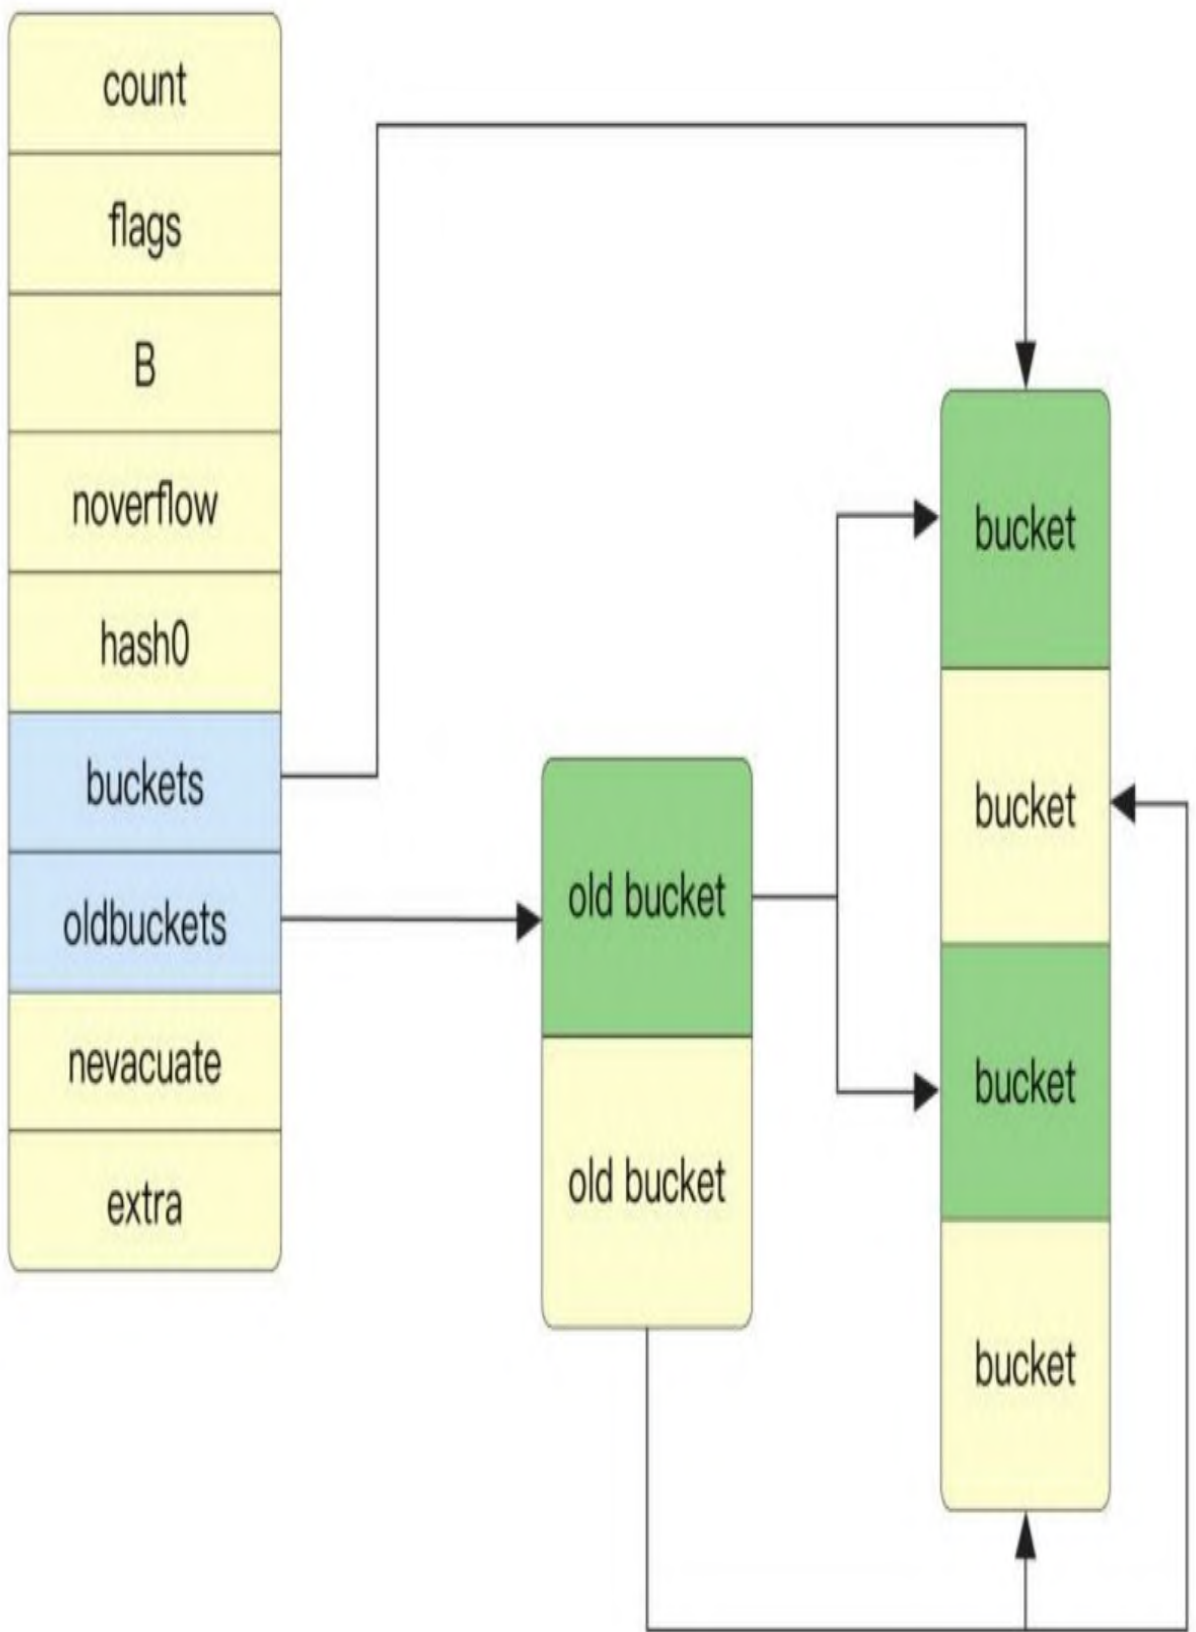 count
flags
B
noverflow
hash0
buckets
oldbuckets
nevacuate
extra
old bucket
old bucket
bucket
bucket
bucket
bucket